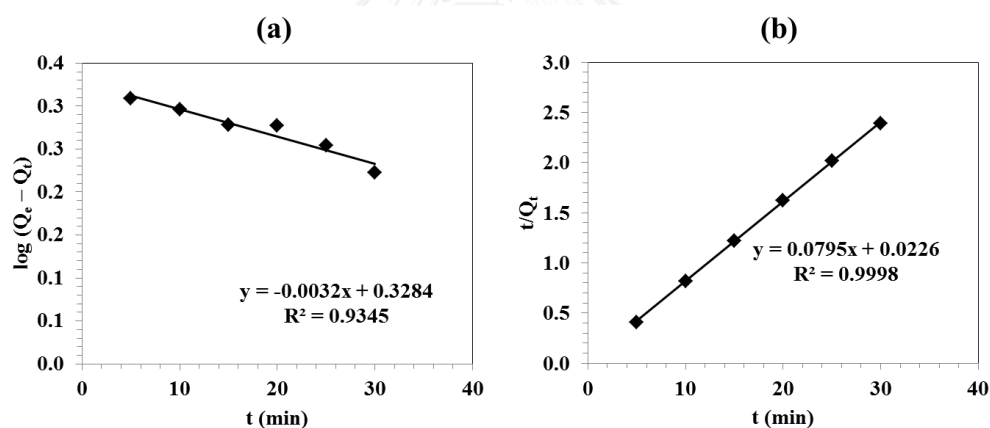 (a)
0.4
0.3
0.3
0.2
0.2
0.1
0.1
0.0
log (Qₑ – Qₜ)
y = -0.0032x + 0.3284
R² = 0.9345
0 10 20 30 40
t (min)
(b)
3.0
2.5
2.0
1.5
1.0
0.5
0.0
t/Qₜ
y = 0.0795x + 0.0226
R² = 0.9998
0 10 20 30 40
t (min)